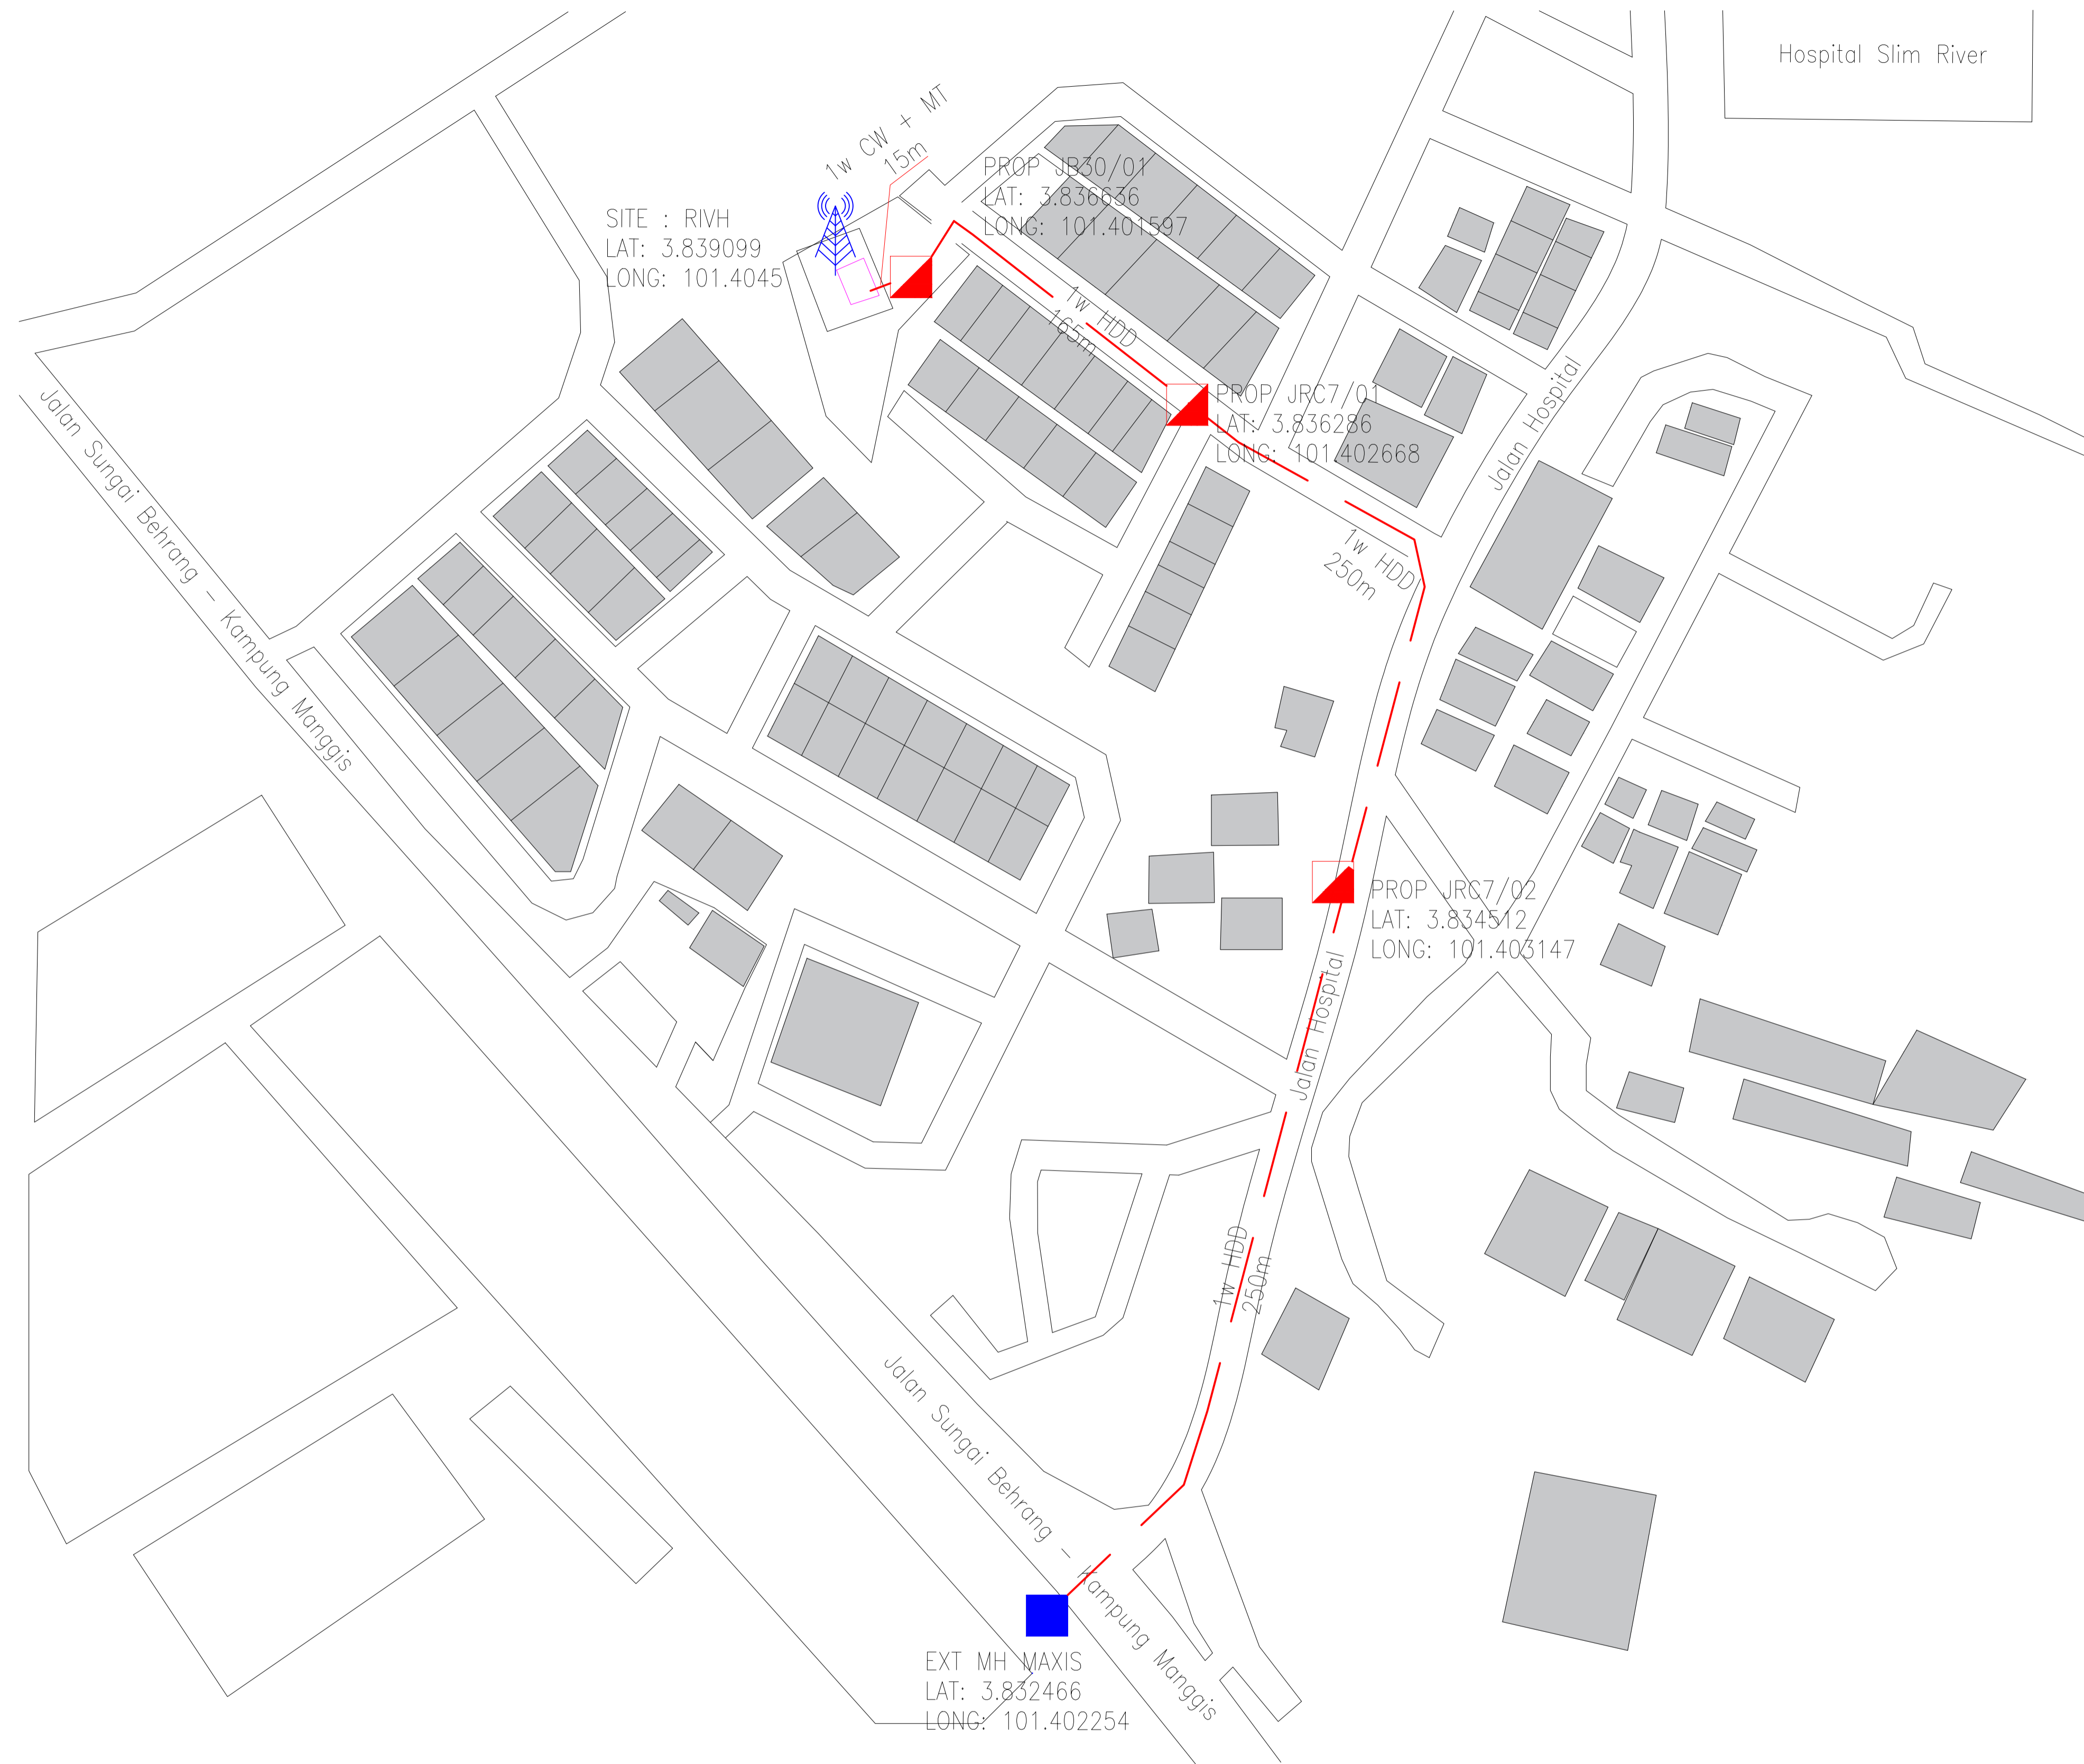 Hospital Slim River
1w CW + MT
15m
PROP JB30/01
LAT: 3.836636
LONG: 101.401597
SITE : RIVH
LAT: 3.839099
LONG: 101.4045
1w HDD
165m
PROP JRC7/01
LAT: 3.836286
LONG: 101.402668
Jalan Hospital
Jalan Sungai Behrang - Kampung Manggis
1w HDD
250m
PROP JRC7/02
LAT: 3.834512
LONG: 101.403147
Jalan Hospital
1w HDD
250m
Jalan Sungai Behrang - Kampung Manggis
EXT MH MAXIS
LAT: 3.832466
LONG: 101.402254